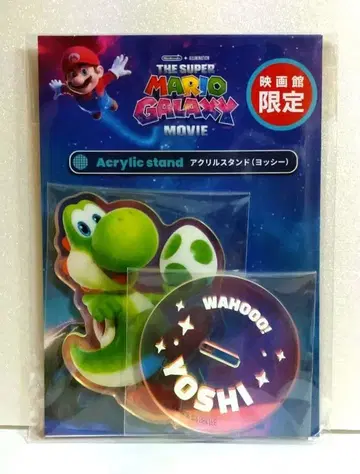 Nintendo
ILLUMINATION
THE SUPER
MARIO
GALAXY
MOVIE
映画館
限定
Acrylic stand アクリルスタンド(ヨッシー)
WAHOOO!
YOSHI